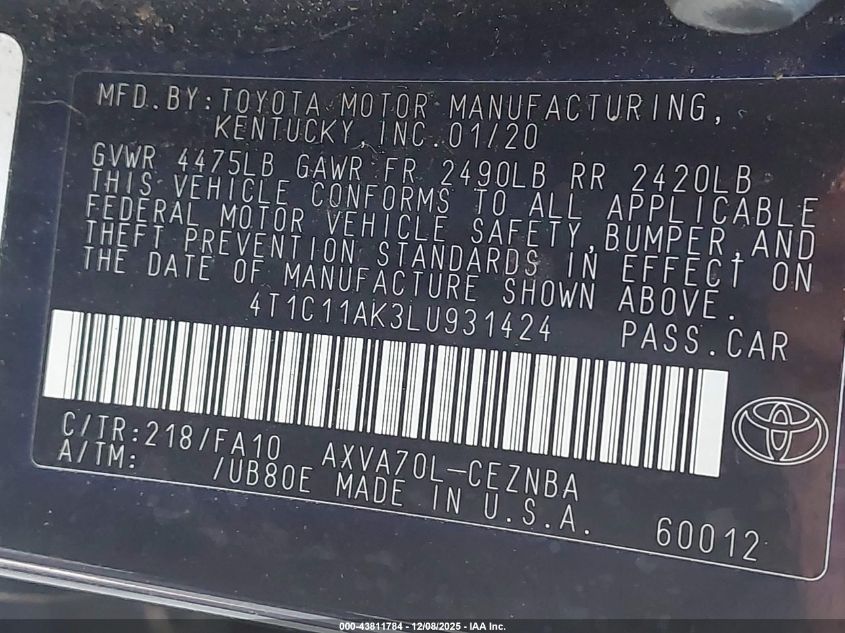 MFD.BY:TOYOTA MOTOR MANUFACTURING,
KENTUCKY,INC.01/20
GVWR 4475LB GAWR FR 2490LB RR 2420LB
THIS VEHICLE CONFORMS TO ALL APPLICABLE
FEDERAL MOTOR VEHICLE SAFETY,BUMPER,AND
THEFT PREVENTION STANDARDS IN EFFECT ON
THE DATE OF MANUFACTURE SHOWN ABOVE.
4T1C11AK3LU931424 PASS.CAR
C/TR:218/FA10 AXVA70L-CEZNBA
A/TM: /UB80E MADE IN U.S.A.
60012
000-43811784 - 12/08/2025 - IAA Inc.